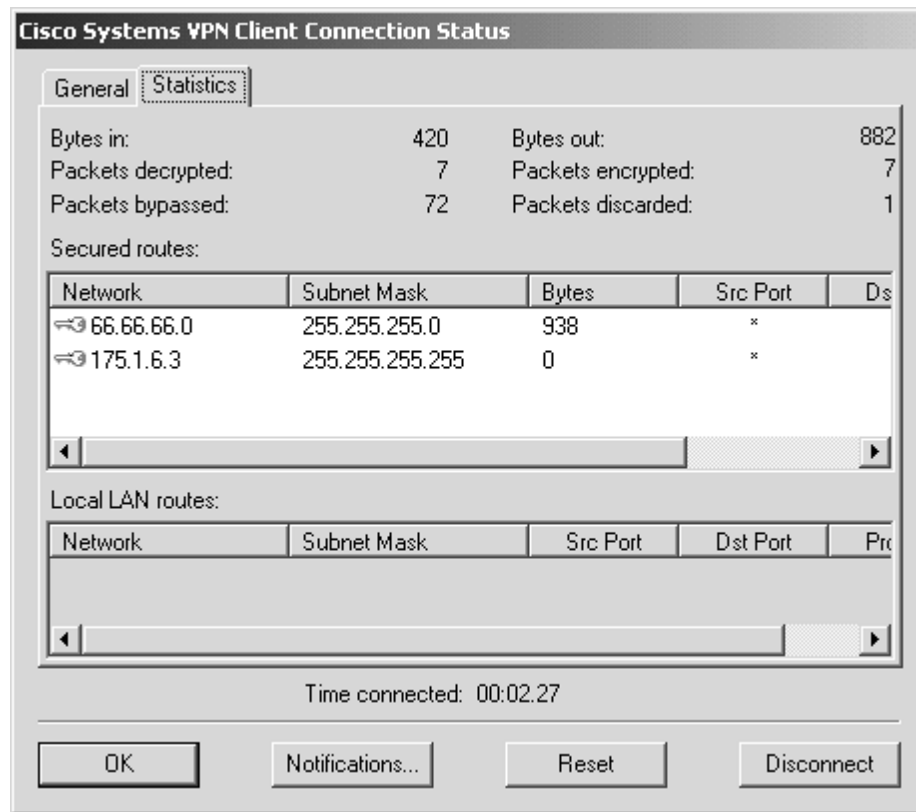 Cisco Systems VPN Client Connection Status
General Statistics
Bytes in: 420 Bytes out: 882
Packets decrypted: 7 Packets encrypted: 7
Packets bypassed: 72 Packets discarded: 1
Secured routes:
Network Subnet Mask Bytes Src Port Ds
66.66.66.0 255.255.255.0 938 *
175.1.6.3 255.255.255.255 0 *
Local LAN routes:
Network Subnet Mask Src Port Dst Port Pro
Time connected: 00:02.27
OK Notifications... Reset Disconnect